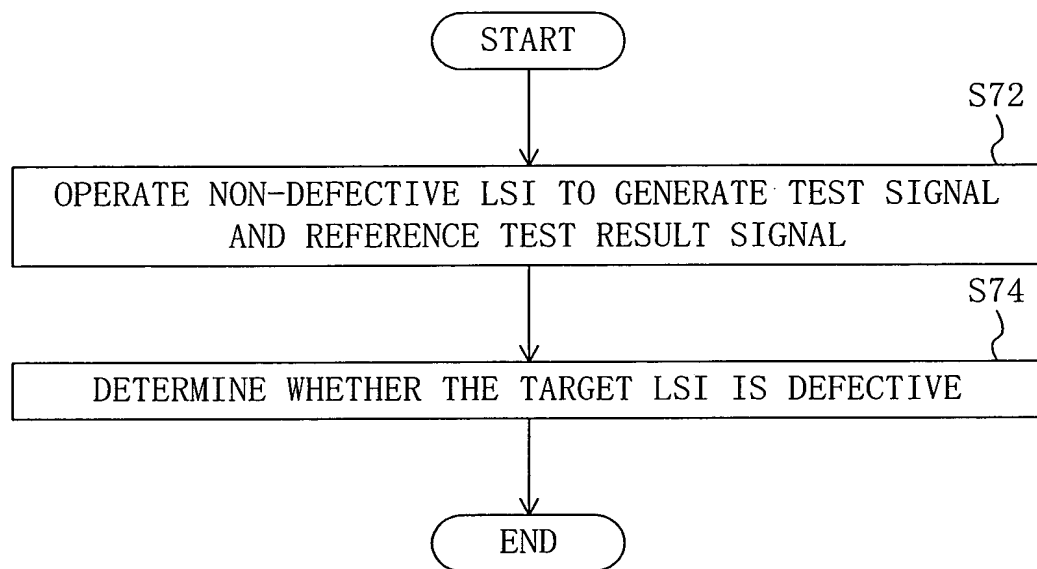 START
S72
OPERATE NON-DEFECTIVE LSI TO GENERATE TEST SIGNAL
AND REFERENCE TEST RESULT SIGNAL
S74
DETERMINE WHETHER THE TARGET LSI IS DEFECTIVE
END